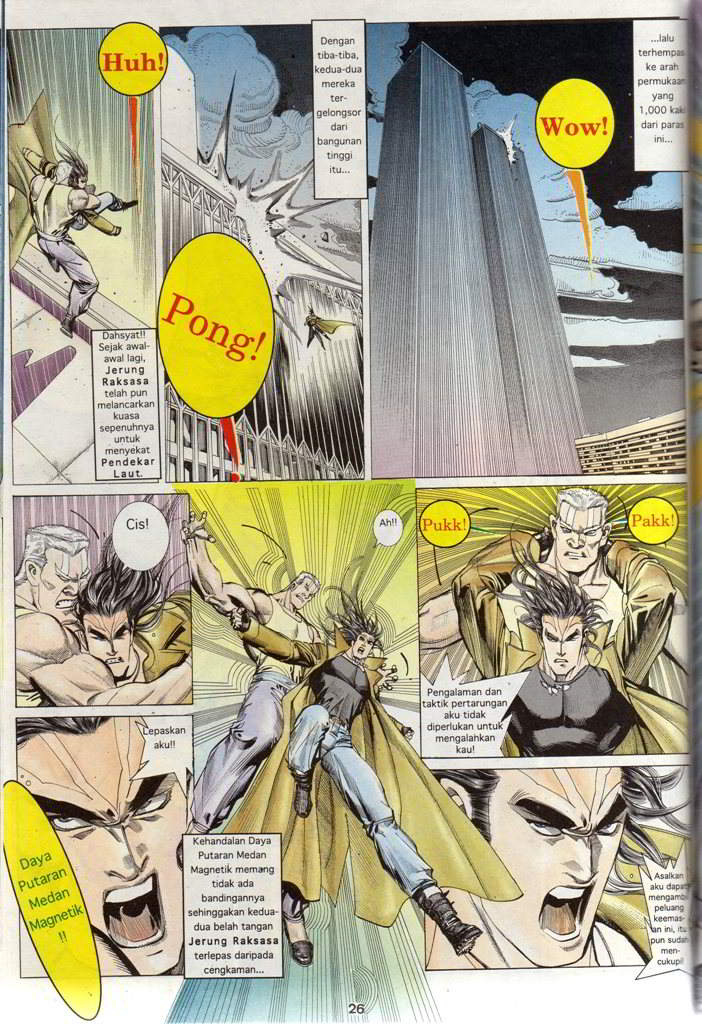 Huh!
Dahsyat!!
Sejak awal-
awal lagi,
Jerung
Raksasa
telah pun
melancarkan
kuasa
sepenuhnya
untuk
menyekat
Pendekar
Laut.
Pong!
Dengan
tiba-tiba,
kedua-dua
mereka
ter-
gelongsor
dari
bangunan
tinggi
itu...
Wow!
...lalu
terhempas
ke arah
permukaan
yang
1,000 kaki
dari paras
ini...
Cis!
Ah!!
Pukk!
Pakk!
Pengalaman dan
taktik pertarungan
aku tidak
diperlukan untuk
mengalahkan
kau!
Lepaskan
aku!!
Daya
Putaran
Medan
Magnetik
!!
Kehandalan Daya
Putaran Medan
Magnetik memang
tidak ada
bandingannya
sehinggakan kedua-
dua belah tangan
Jerung Raksasa
terlepas daripada
cengkaman...
Asalkan
aku dapat
mengambil
peluang
keemas-
an ini, itu
pun sudah
men-
cukupi!
26